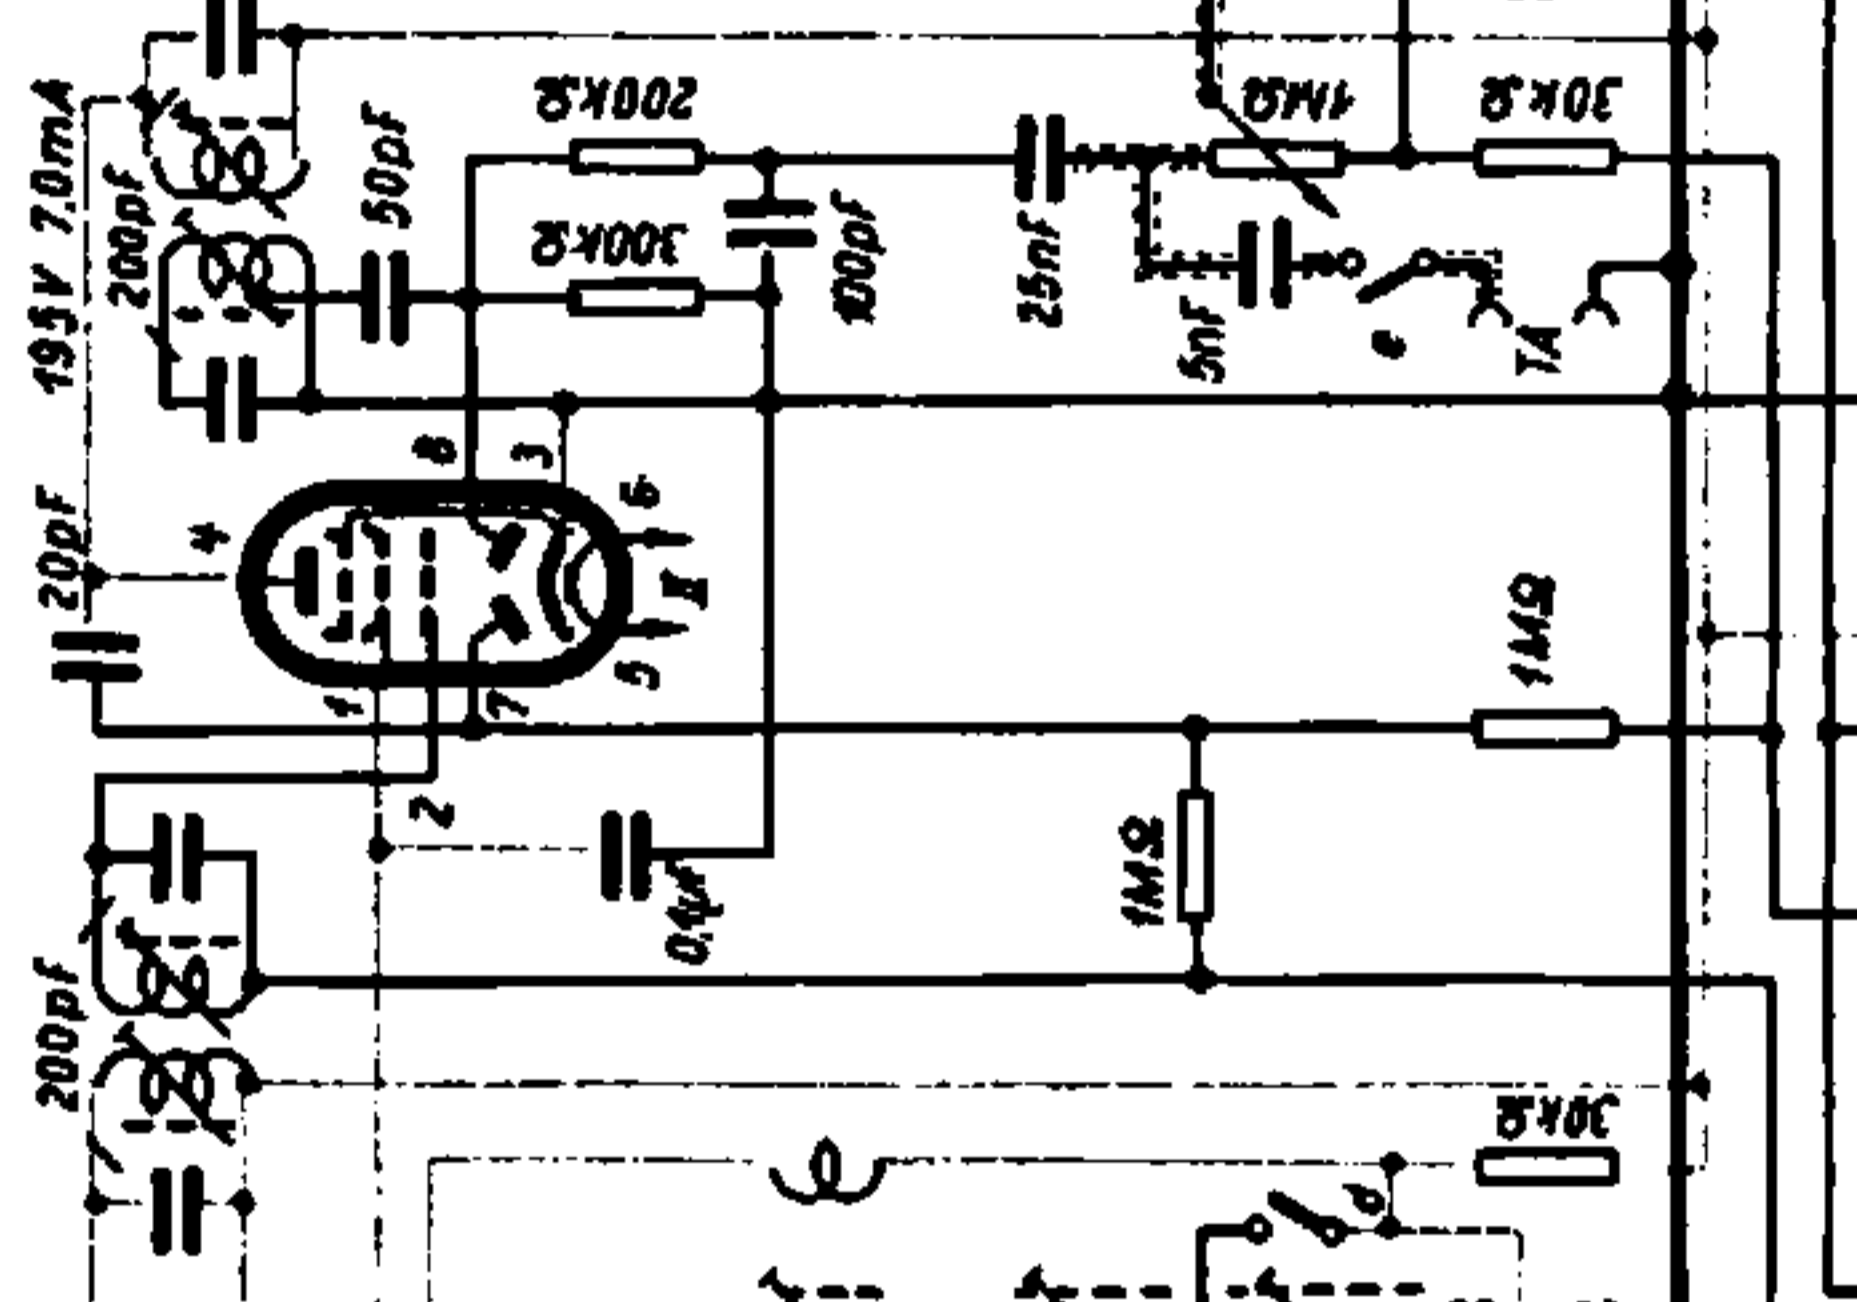 195V 7.0mA
200pF
50pF
200kΩ
1MΩ
30kΩ
300kΩ
100pF
25nF
5nF
e
TA
8
3
20pF
4
6
II
5
1
7
1MΩ
2
0,1µF
1MΩ
200pF
30kΩ
d